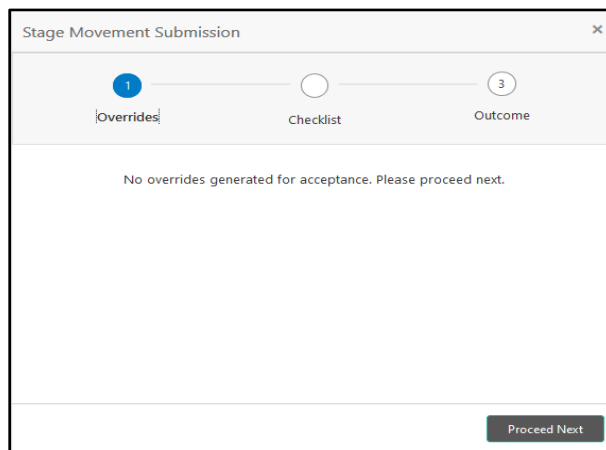 Stage Movement Submission ×
1 3
Overrides Checklist Outcome
No overrides generated for acceptance. Please proceed next.
Proceed Next